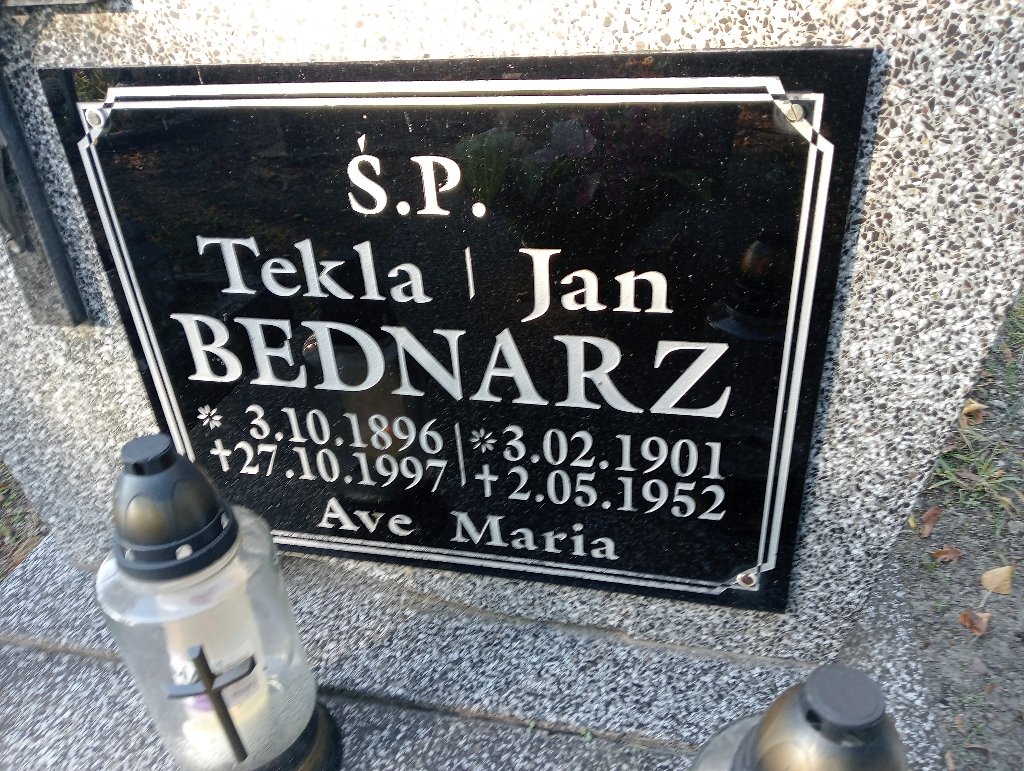 Ś.P.
Tekla | Jan
BEDNARZ
* 3.10.1896 | * 3.02.1901
† 27.10.1997 | † 2.05.1952
Ave Maria